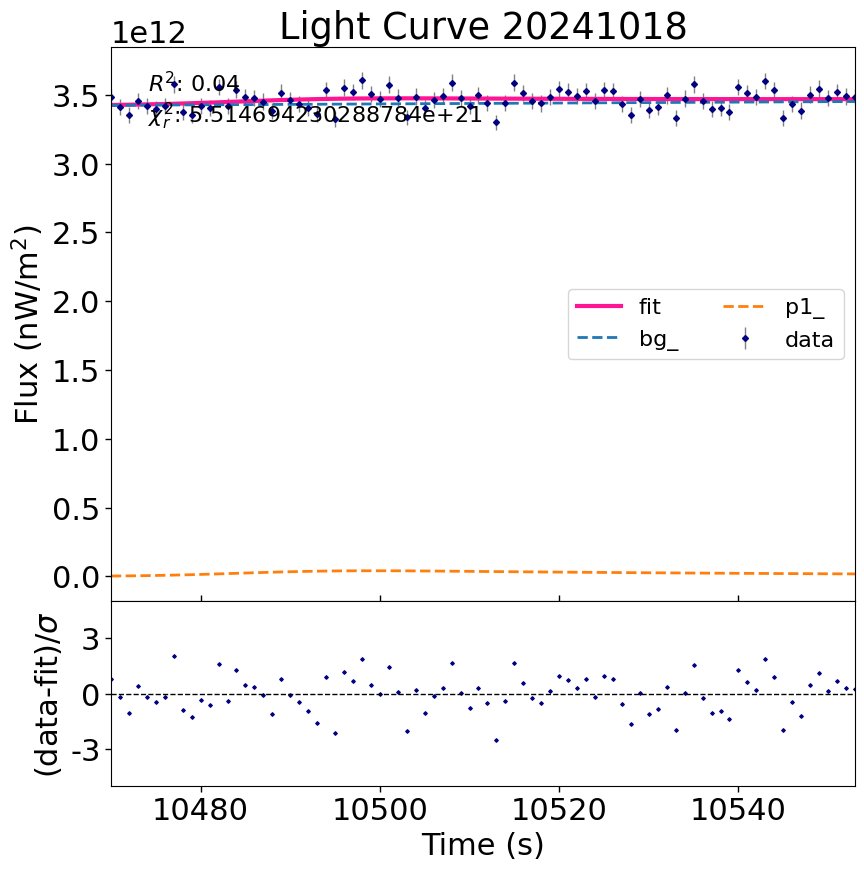 Light Curve 20241018
1e12
R²: 0.04
χ²ᵣ: 5.514694230288784e+21
3.5
3.0
2.5
2.0
1.5
1.0
0.5
0.0
Flux (nW/m²)
fit
p1_
bg_
data
3
0
-3
(data-fit)/σ
10480
10500
10520
10540
Time (s)